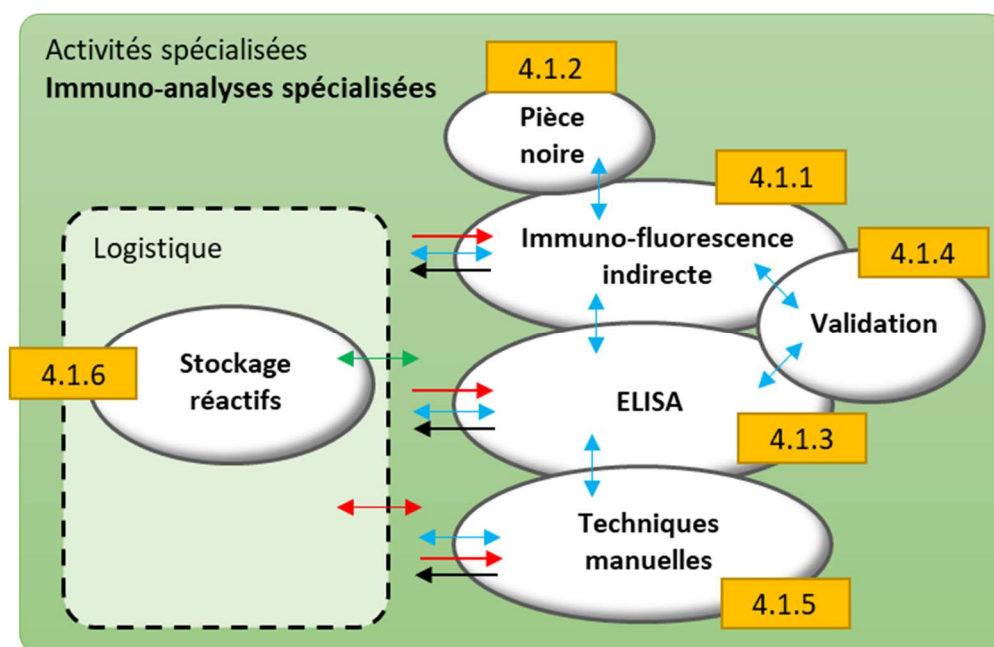 Activités spécialisées
Immuno-analyses spécialisées
4.1.2
Pièce
noire
4.1.1
Immuno-fluorescence
indirecte
4.1.4
Validation
Logistique
4.1.6
Stockage
réactifs
ELISA
4.1.3
Techniques
manuelles
4.1.5